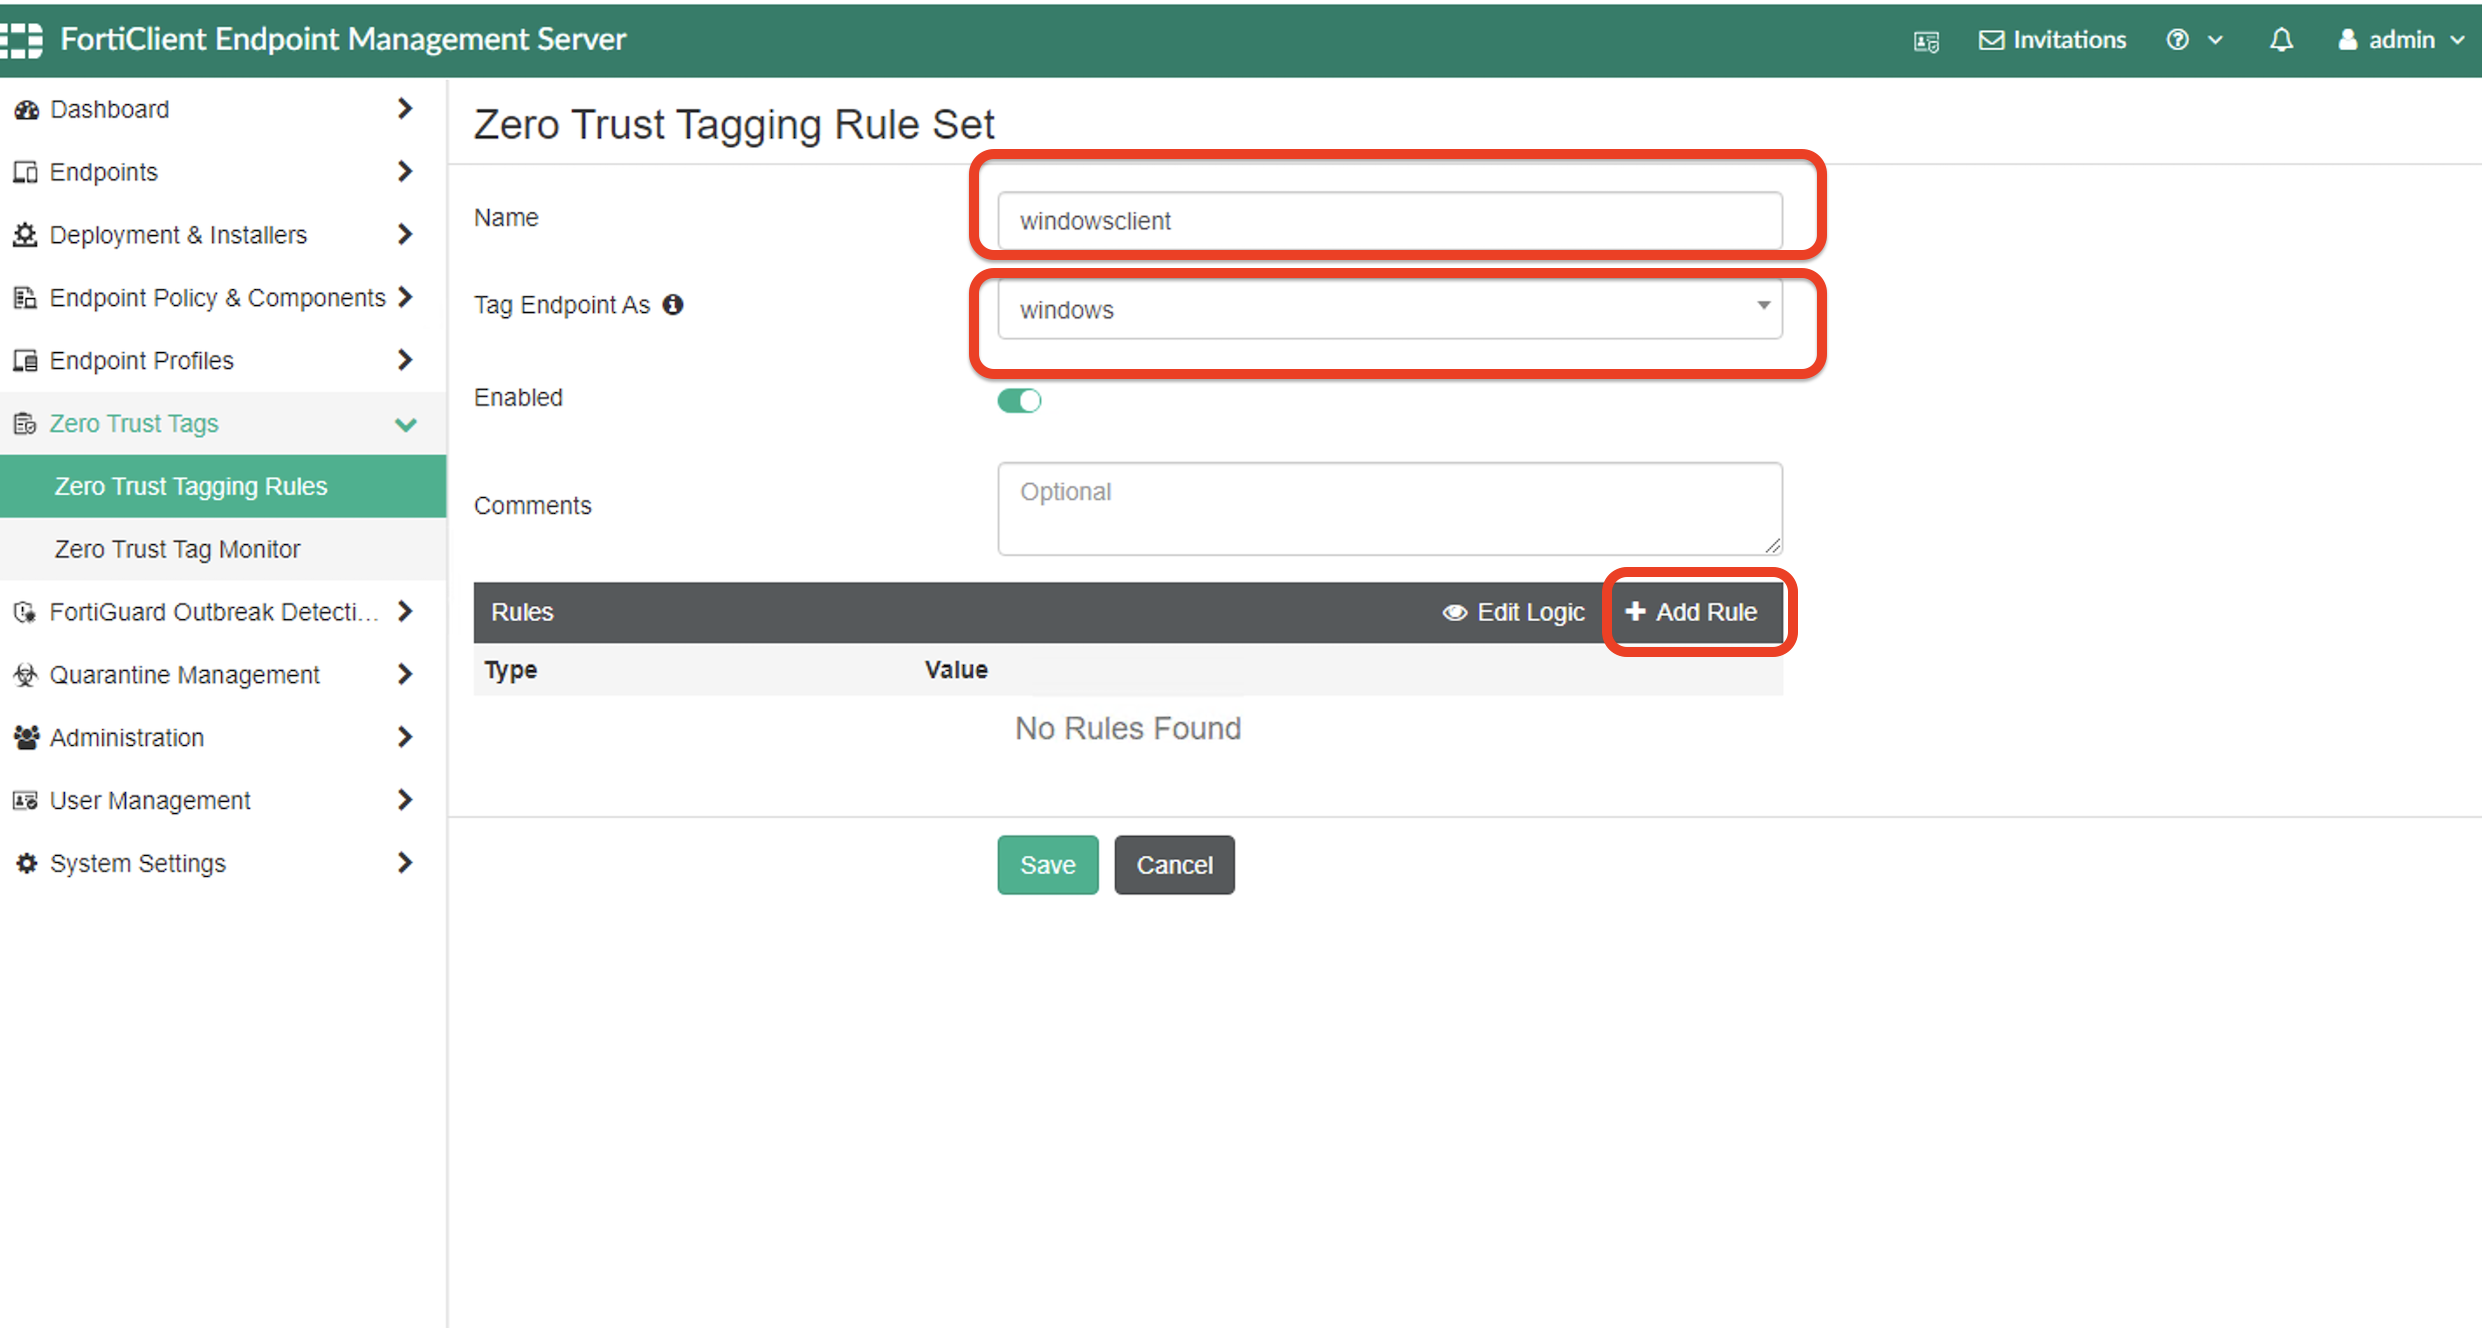 FortiClient Endpoint Management Server
Invitations
admin
Dashboard
Endpoints
Deployment & Installers
Endpoint Policy & Components
Endpoint Profiles
Zero Trust Tags
Zero Trust Tagging Rules
Zero Trust Tag Monitor
FortiGuard Outbreak Detecti...
Quarantine Management
Administration
User Management
System Settings
Zero Trust Tagging Rule Set
Name
windowsclient
Tag Endpoint As
windows
Enabled
Comments
Optional
Rules
Edit Logic
Add Rule
Type Value
No Rules Found
Save Cancel